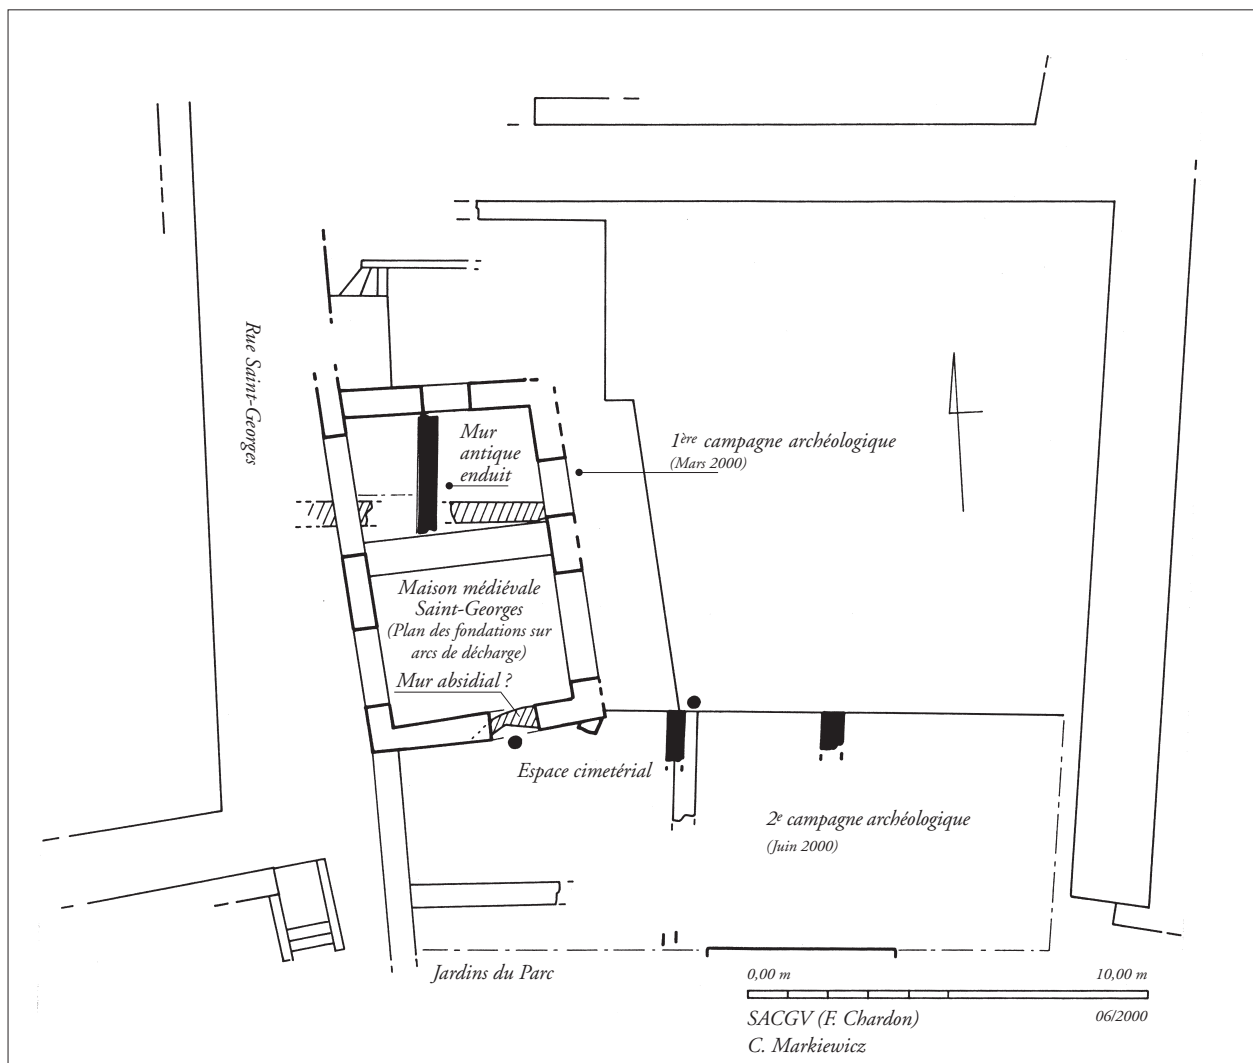 Rue Saint-Georges
Mur
antique
enduit
1ère campagne archéologique
(Mars 2000)
Maison médiévale
Saint-Georges
(Plan des fondations sur
arcs de décharge)
Mur absidial ?
Espace cimetérial
2e campagne archéologique
(Juin 2000)
Jardins du Parc
0,00 m
10,00 m
SACGV (F. Chardon)
06/2000
C. Markiewicz